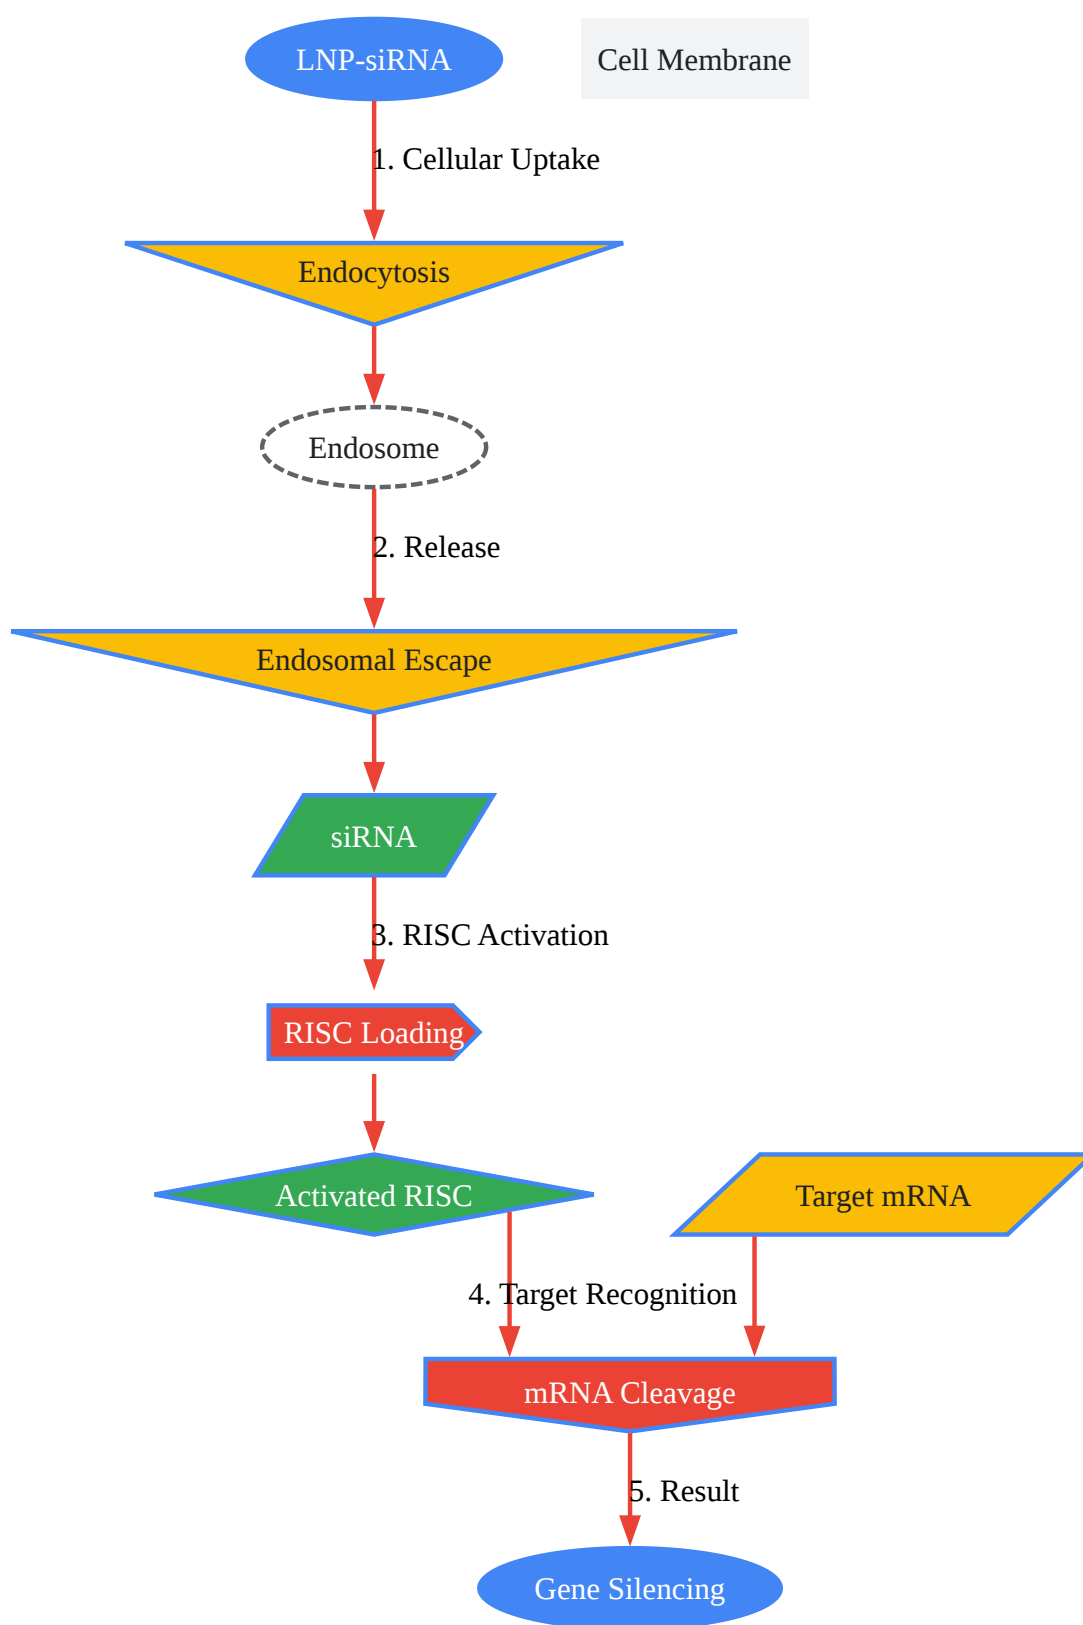 LNP-siRNA
Cell Membrane
1. Cellular Uptake
Endocytosis
Endosome
2. Release
Endosomal Escape
siRNA
3. RISC Activation
RISC Loading
Activated RISC
Target mRNA
4. Target Recognition
mRNA Cleavage
5. Result
Gene Silencing